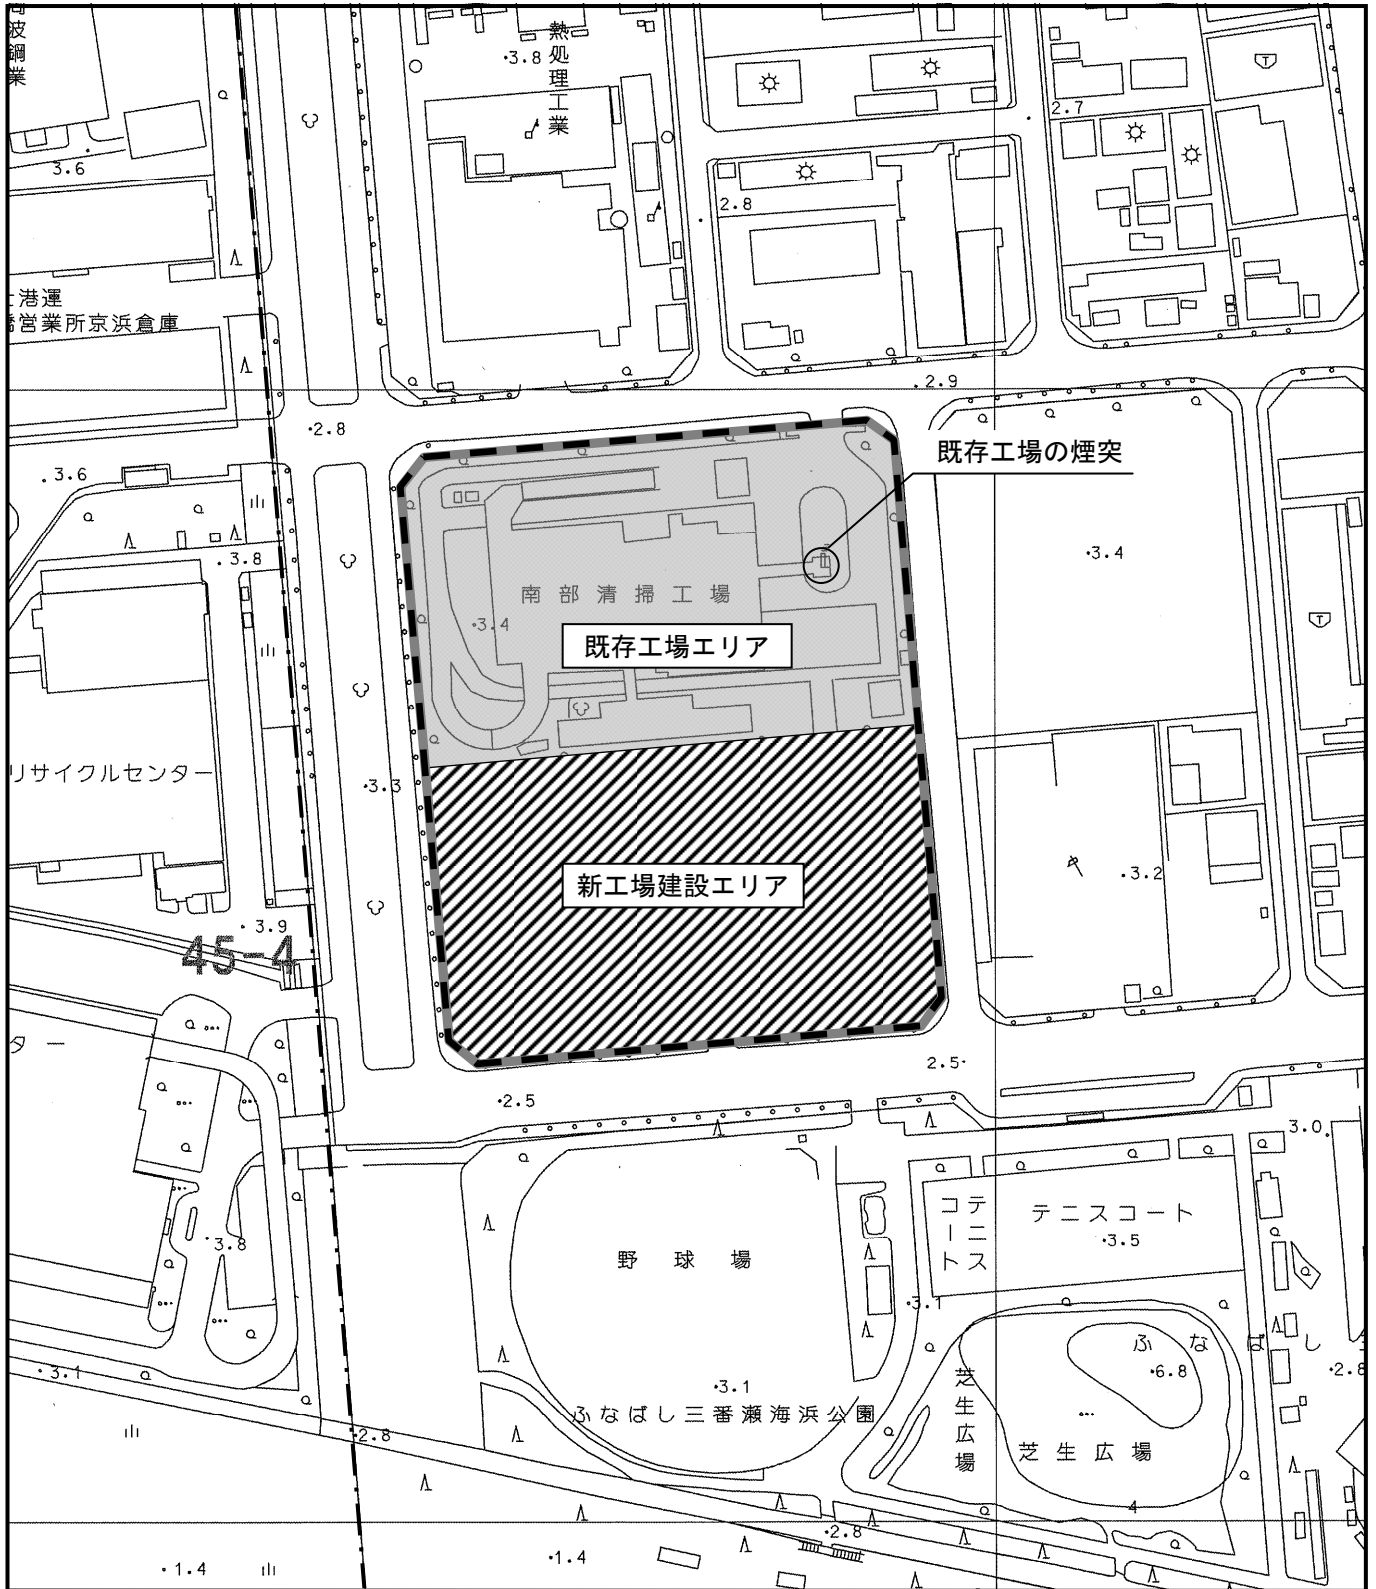 波鋼業
熱処理工業
3.8
2.7
3.6
2.8
港運
営業所京浜倉庫
2.9
2.8
既存工場の煙突
3.6
3.4
3.8
南部清掃工場
3.4
既存工場エリア
リサイクルセンター
3.3
新工場建設エリア
3.2
3.9
45-4
2.5
2.5
3.0
テニスコート
テニスコート
3.5
3.8
野球場
3.1
ふなばし
6.8
2.8
3.1
3.1
芝生広場
ふなばし三番瀬海浜公園
2.8
芝生広場
4
2.8
1.4
1.4